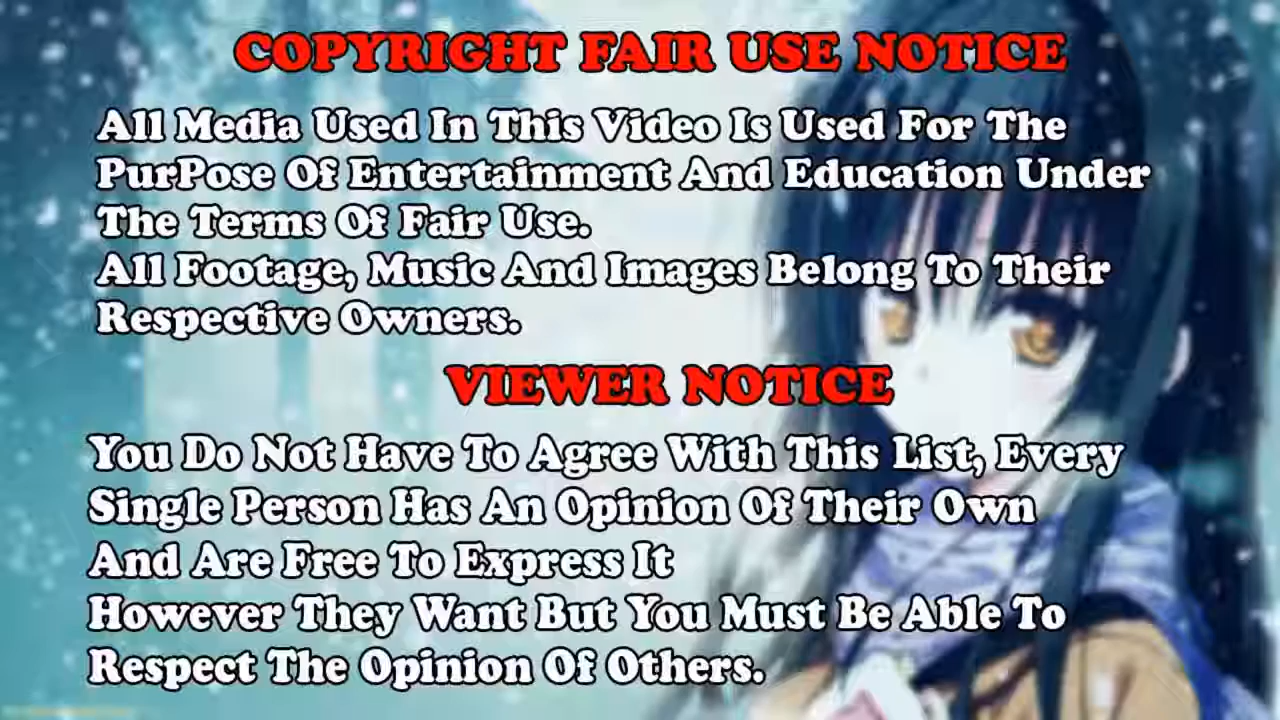 COPYRIGHT FAIR USE NOTICE
All Media Used In This Video Is Used For The
PurPose Of Entertainment And Education Under
The Terms Of Fair Use.
All Footage, Music And Images Belong To Their
Respective Owners.
VIEWER NOTICE
You Do Not Have To Agree With This List, Every
Single Person Has An Opinion Of Their Own
And Are Free To Express It
However They Want But You Must Be Able To
Respect The Opinion Of Others.